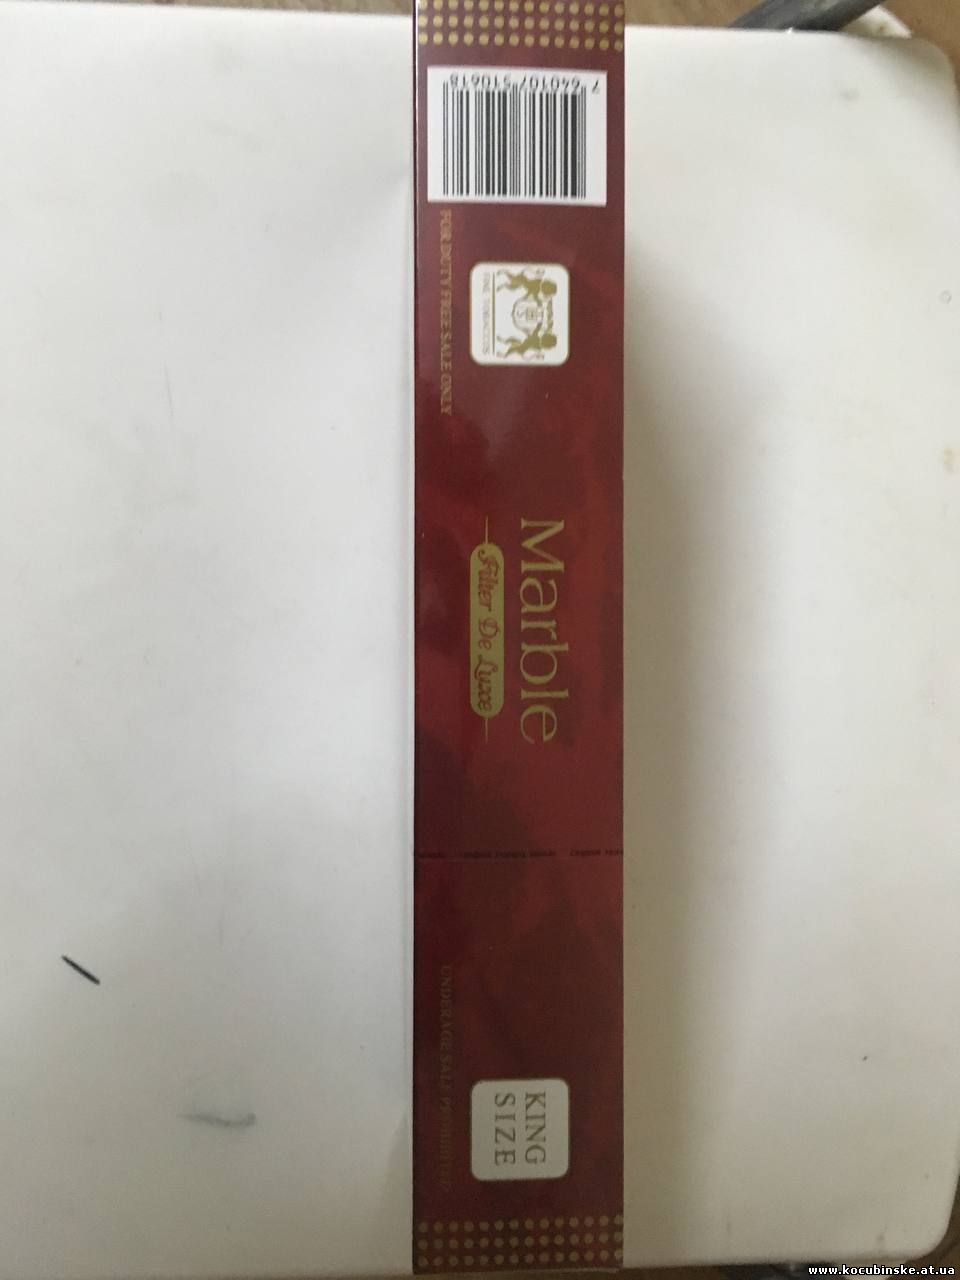 7 640107 510618
FOR DUTY FREE SALE ONLY
FINE TOBACCOS
Marble
Filter De Luxe
UNDERAGE SALE PROHIBITED
KING
SIZE
www.kocubinske.at.ua